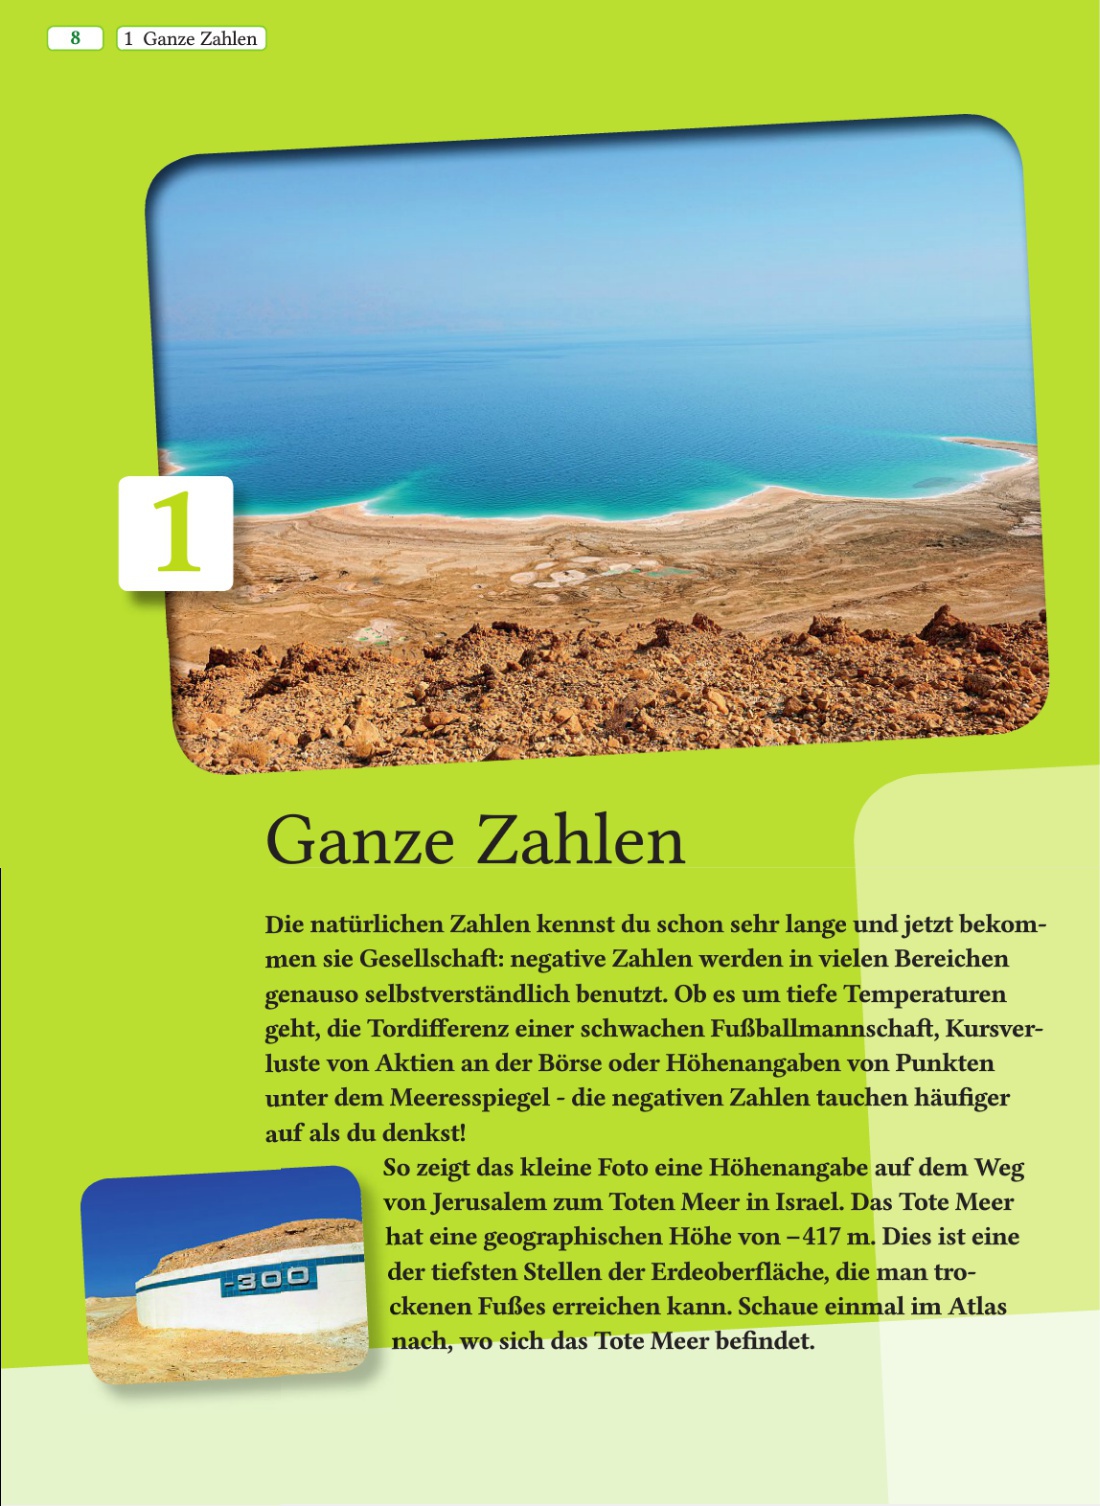 8
1 Ganze Zahlen
1
Ganze Zahlen
Die natürlichen Zahlen kennst du schon sehr lange und jetzt bekom-
men sie Gesellschaft: negative Zahlen werden in vielen Bereichen
genauso selbstverständlich benutzt. Ob es um tiefe Temperaturen
geht, die Tordifferenz einer schwachen Fußballmannschaft, Kursver-
luste von Aktien an der Börse oder Höhenangaben von Punkten
unter dem Meeresspiegel - die negativen Zahlen tauchen häufiger
auf als du denkst!
So zeigt das kleine Foto eine Höhenangabe auf dem Weg
von Jerusalem zum Toten Meer in Israel. Das Tote Meer
hat eine geographischen Höhe von –417 m. Dies ist eine
der tiefsten Stellen der Erdeoberfläche, die man tro-
ckenen Fußes erreichen kann. Schaue einmal im Atlas
nach, wo sich das Tote Meer befindet.
-300